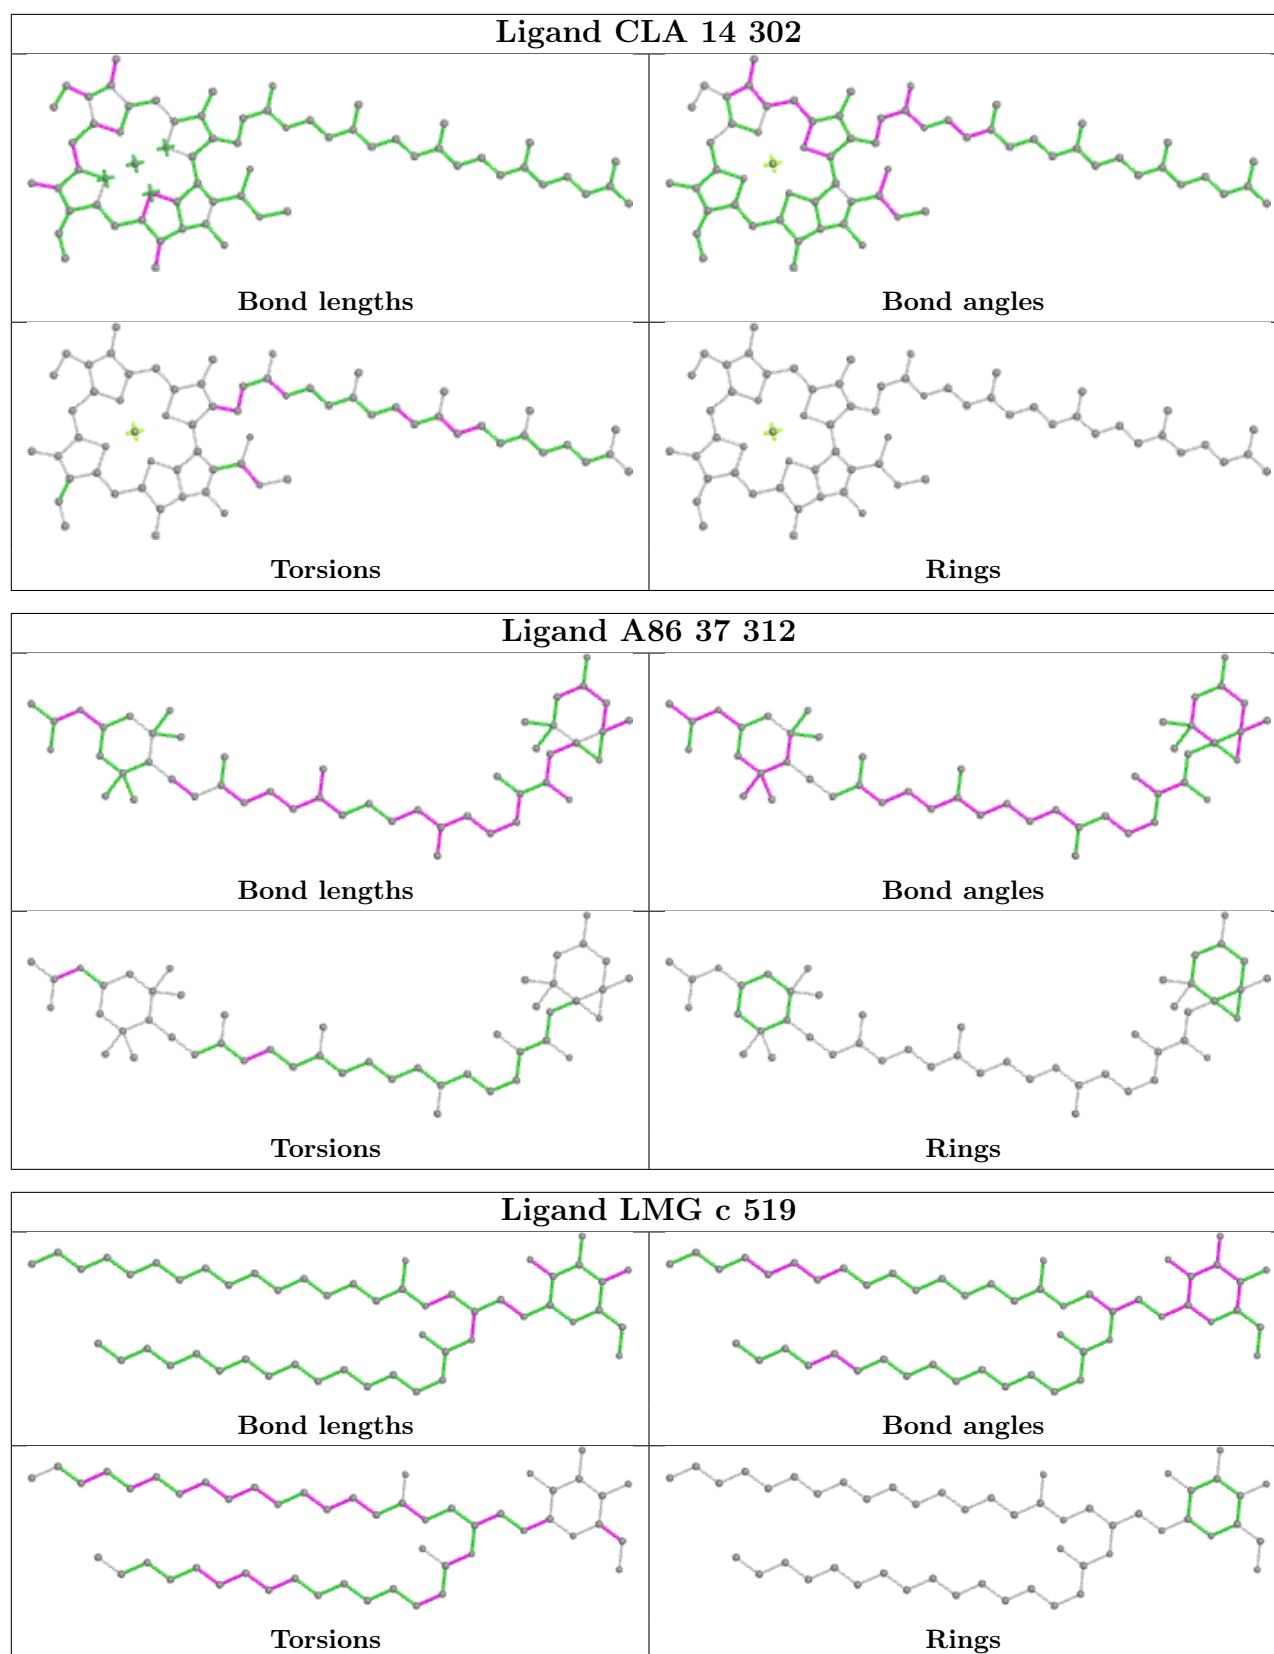 Ligand CLA 14 302
Bond lengths
Bond angles
Torsions
Rings
Ligand A86 37 312
Bond lengths
Bond angles
Torsions
Rings
Ligand LMG c 519
Bond lengths
Bond angles
Torsions
Rings